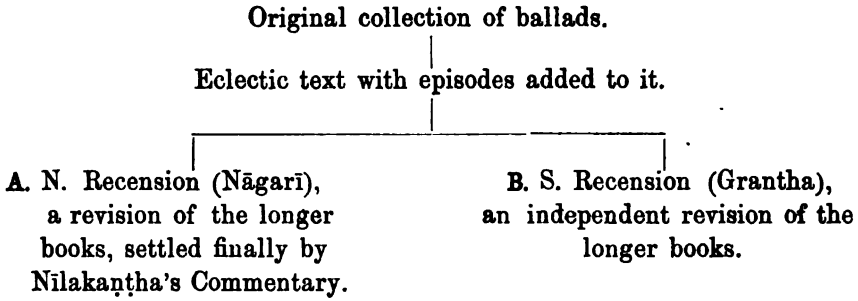 Original collection of ballads.
Eclectic text with episodes added to it.
A. N. Recension (Nāgarī),
a revision of the longer
books, settled finally by
Nīlakaṇṭha's Commentary.
B. S. Recension (Grantha),
an independent revision of the
longer books.